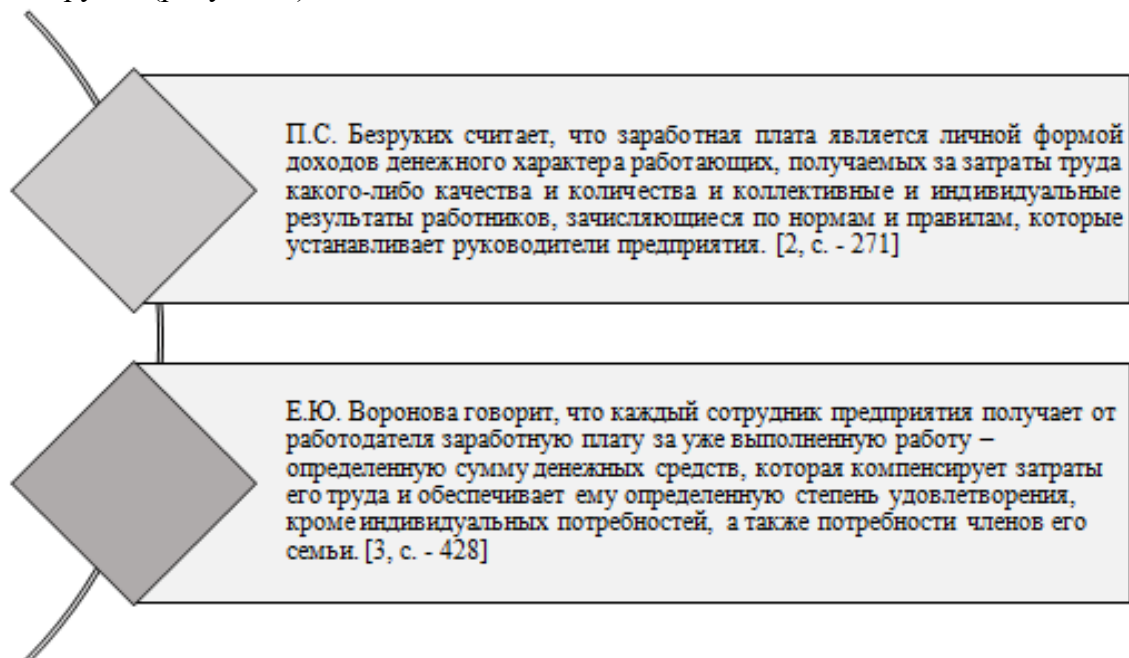 П.С. Безруких считает, что заработная плата является личной формой
доходов денежного характера работающих, получаемых за затраты труда
какого-либо качества и количества и коллективные и индивидуальные
результаты работников, зачисляющиеся по нормам и правилам, которые
устанавливает руководители предприятия. [2, с. - 271]
Е.Ю. Воронова говорит, что каждый сотрудник предприятия получает от
работодателя заработную плату за уже выполненную работу –
определенную сумму денежных средств, которая компенсирует затраты
его труда и обеспечивает ему определенную степень удовлетворения,
кроме индивидуальных потребностей, а также потребности членов его
семьи. [3, с. - 428]